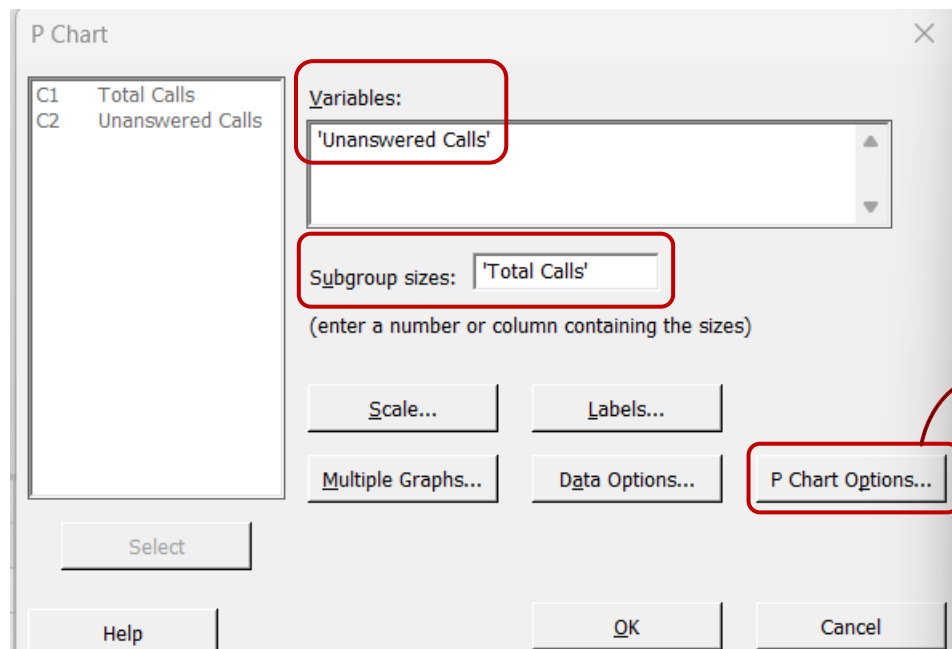 P Chart
C1 Total Calls
C2 Unanswered Calls
Variables:
'Unanswered Calls'
Subgroup sizes: 'Total Calls'
(enter a number or column containing the sizes)
Scale... Labels...
Multiple Graphs... Data Options... P Chart Options...
Select
Help OK Cancel